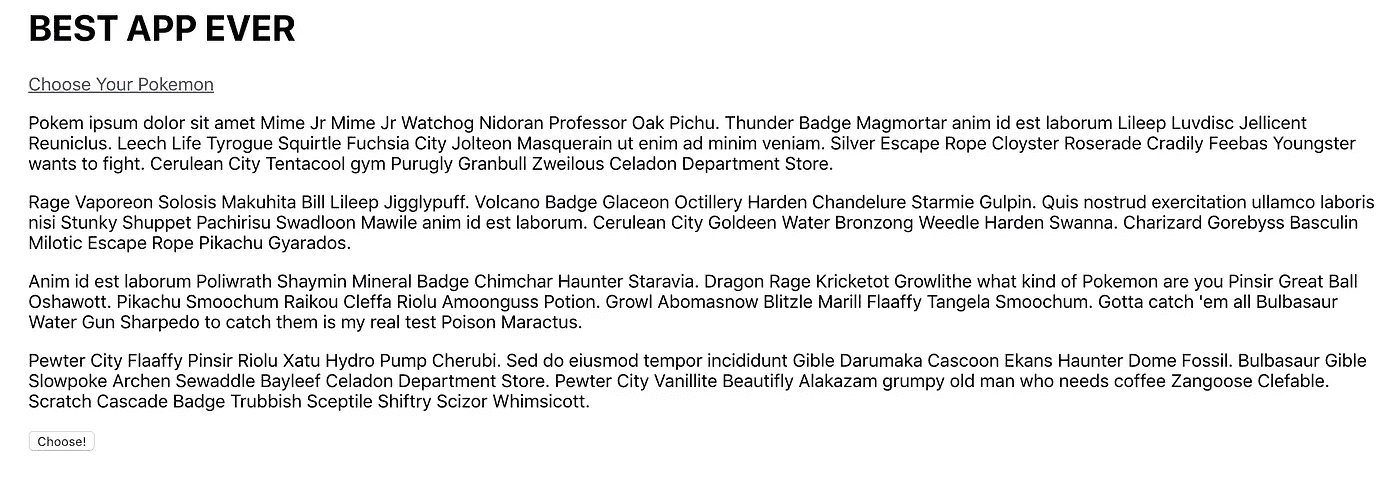 BEST APP EVER
Choose Your Pokemon
Pokem ipsum dolor sit amet Mime Jr Mime Jr Watchog Nidoran Professor Oak Pichu. Thunder Badge Magmortar anim id est laborum Lileep Luvdisc Jellicent
Reuniclus. Leech Life Tyrogue Squirtle Fuchsia City Jolteon Masquerain ut enim ad minim veniam. Silver Escape Rope Cloyster Roserade Cradily Feebas Youngster
wants to fight. Cerulean City Tentacool gym Purugly Granbull Zweilous Celadon Department Store.
Rage Vaporeon Solosis Makuhita Bill Lileep Jigglypuff. Volcano Badge Glaceon Octillery Harden Chandelure Starmie Gulpin. Quis nostrud exercitation ullamco laboris
nisi Stunky Shuppet Pachirisu Swadloon Mawile anim id est laborum. Cerulean City Goldeen Water Bronzong Weedle Harden Swanna. Charizard Gorebyss Basculin
Milotic Escape Rope Pikachu Gyarados.
Anim id est laborum Poliwrath Shaymin Mineral Badge Chimchar Haunter Staravia. Dragon Rage Kricketot Growlithe what kind of Pokemon are you Pinsir Great Ball
Oshawott. Pikachu Smoochum Raikou Cleffa Riolu Amoonguss Potion. Growl Abomasnow Blitzle Marill Flaaffy Tangela Smoochum. Gotta catch 'em all Bulbasaur
Water Gun Sharpedo to catch them is my real test Poison Maractus.
Pewter City Flaaffy Pinsir Riolu Xatu Hydro Pump Cherubi. Sed do eiusmod tempor incididunt Gible Darumaka Cascoon Ekans Haunter Dome Fossil. Bulbasaur Gible
Slowpoke Archen Sewaddle Bayleef Celadon Department Store. Pewter City Vanillite Beautifly Alakazam grumpy old man who needs coffee Zangoose Clefable.
Scratch Cascade Badge Trubbish Sceptile Shiftry Scizor Whimsicott.
Choose!